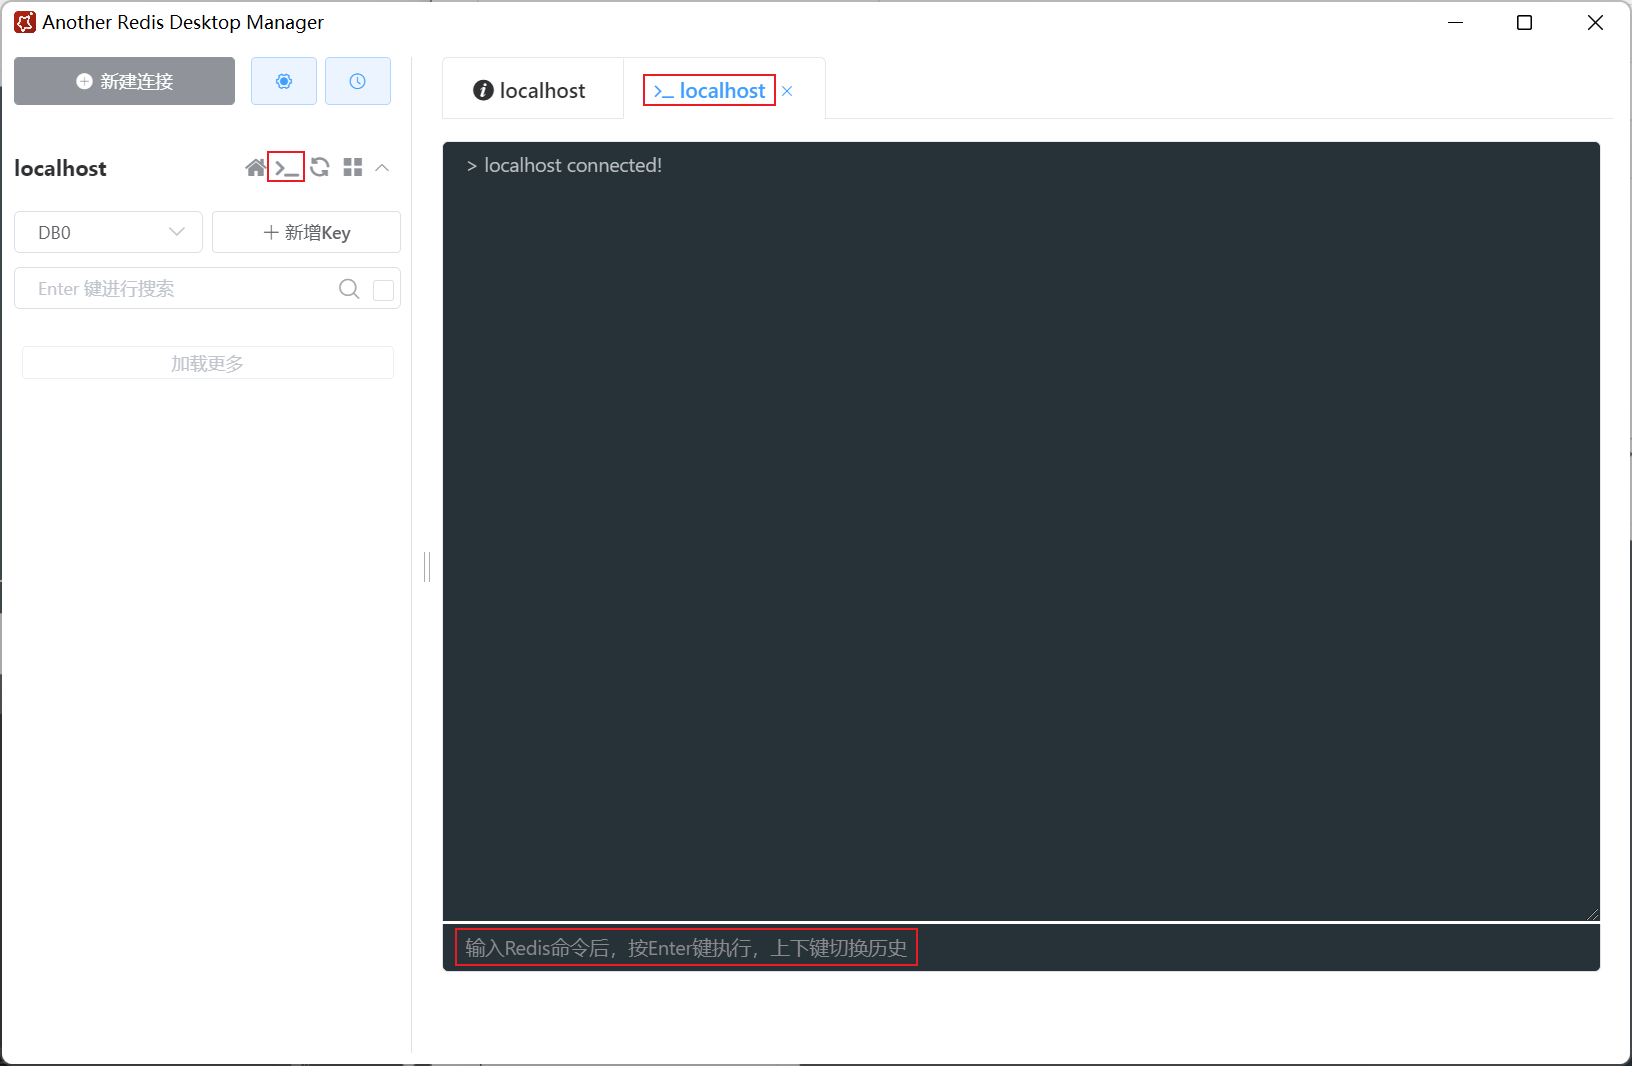 Another Redis Desktop Manager
新建连接
localhost
DB0
新增Key
Enter 键进行搜索
加载更多
localhost
>_ localhost
> localhost connected!
输入Redis命令后，按Enter键执行，上下键切换历史